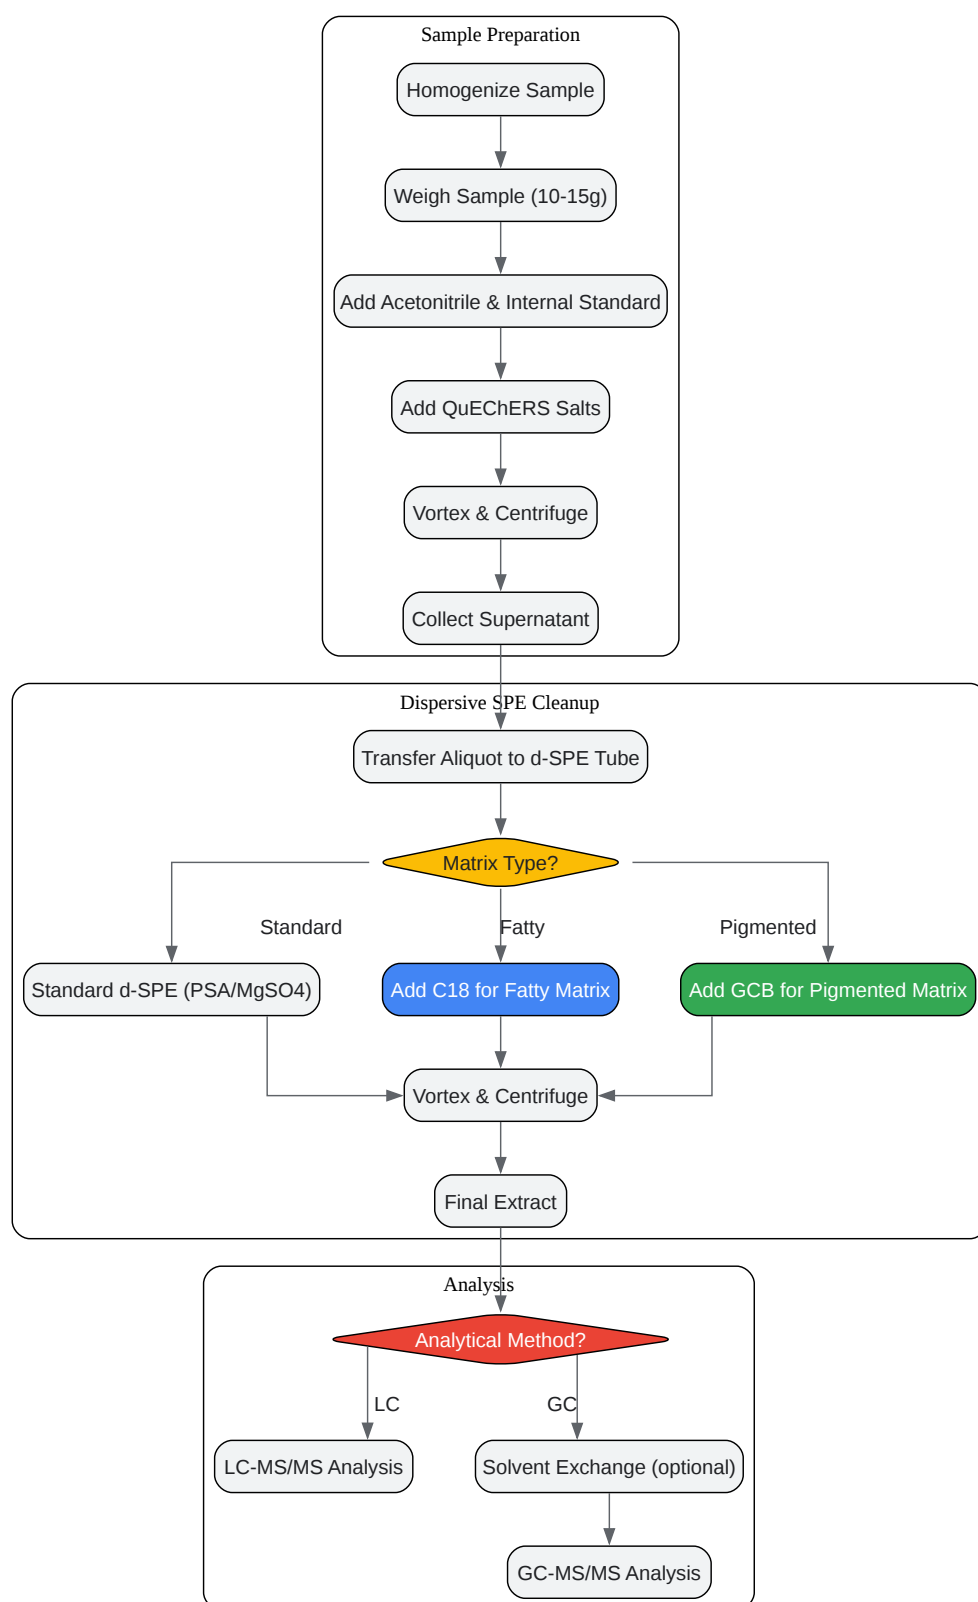 Sample Preparation
Homogenize Sample
Weigh Sample (10-15g)
Add Acetonitrile & Internal Standard
Add QuEChERS Salts
Vortex & Centrifuge
Collect Supernatant
Dispersive SPE Cleanup
Transfer Aliquot to d-SPE Tube
Matrix Type?
Standard
Fatty
Pigmented
Standard d-SPE (PSA/MgSO4)
Add C18 for Fatty Matrix
Add GCB for Pigmented Matrix
Vortex & Centrifuge
Final Extract
Analysis
Analytical Method?
LC
GC
LC-MS/MS Analysis
Solvent Exchange (optional)
GC-MS/MS Analysis